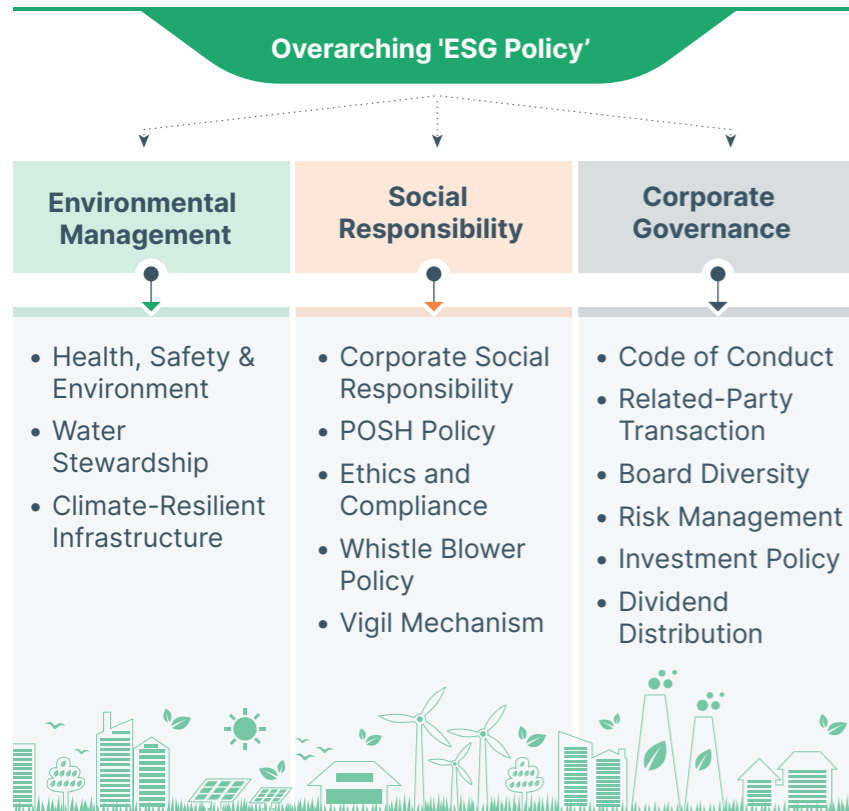 Overarching 'ESG Policy’
Environmental
Management
Social
Responsibility
Corporate
Governance
• Health, Safety &
Environment
• Water
Stewardship
• Climate-Resilient
Infrastructure
• Corporate Social
Responsibility
• POSH Policy
• Ethics and
Compliance
• Whistle Blower
Policy
• Vigil Mechanism
• Code of Conduct
• Related-Party
Transaction
• Board Diversity
• Risk Management
• Investment Policy
• Dividend
Distribution